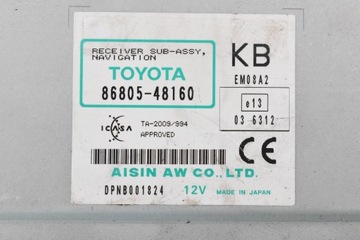 RECEIVER SUB-ASSY,
NAVIGATION
KB
TOYOTA
EM08A2
86805-48160
e13
03 6312
ICASA
TA-2009/994
APPROVED
CE
AISIN AW CO., LTD.
DPNB001824 12V MADE IN JAPAN